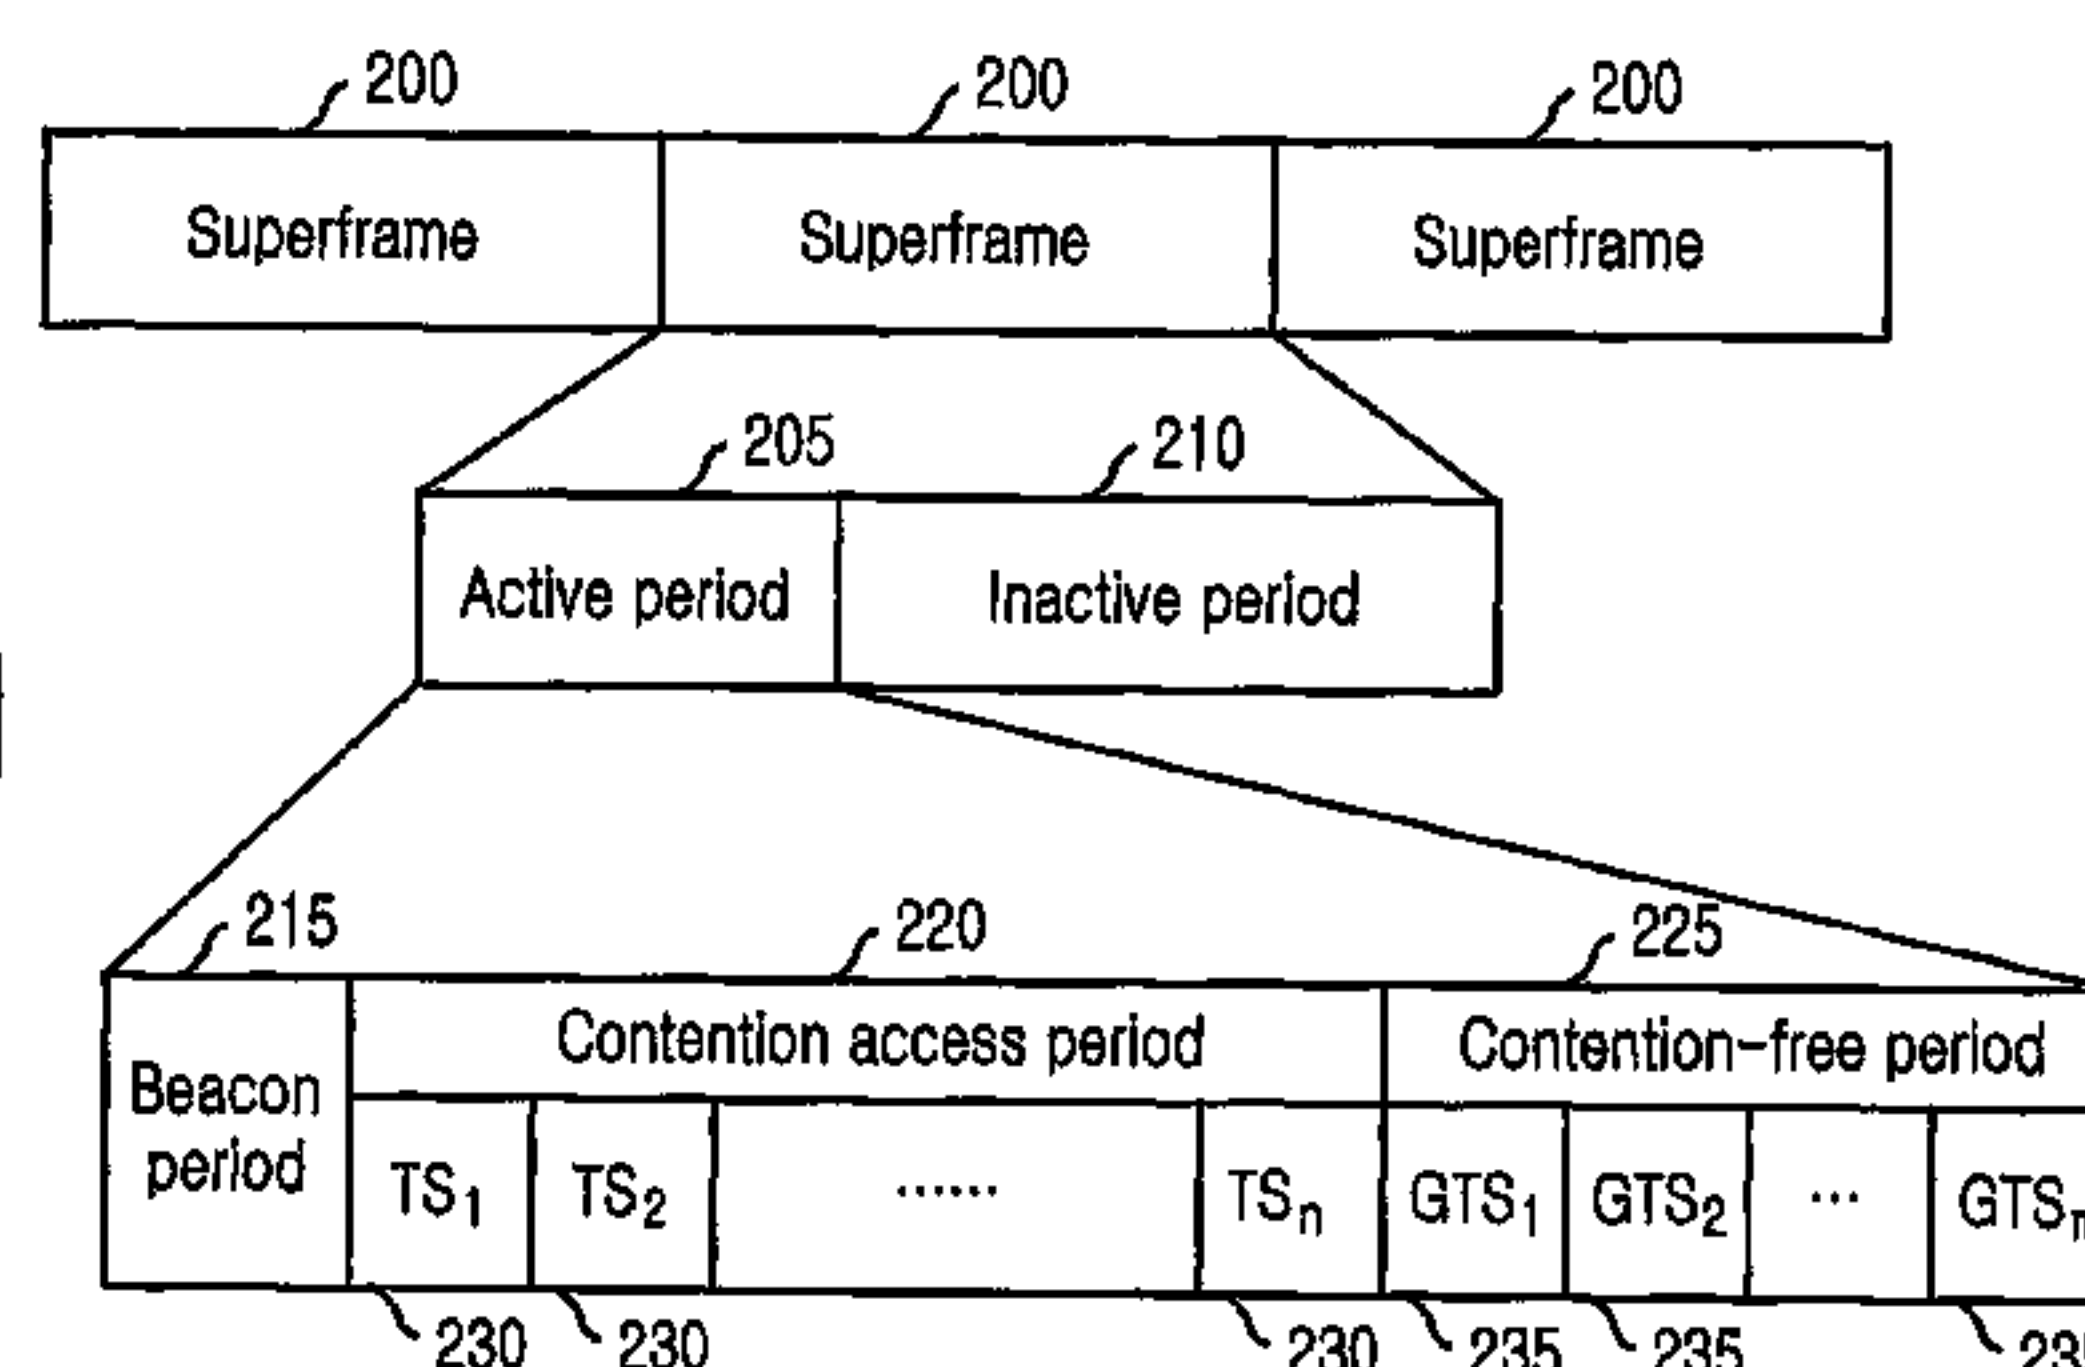 200 200 200
Superframe Superframe Superframe
205 210
Active period Inactive period
215 220 225
Beacon period
Contention access period Contention-free period
TS1 TS2 ...... TSn GTS1 GTS2 ...
230 230 230 235 235